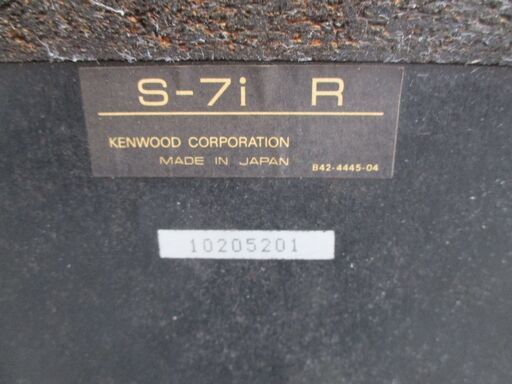 S-7i R
KENWOOD CORPORATION
MADE IN JAPAN
B42-4445-04
10205201